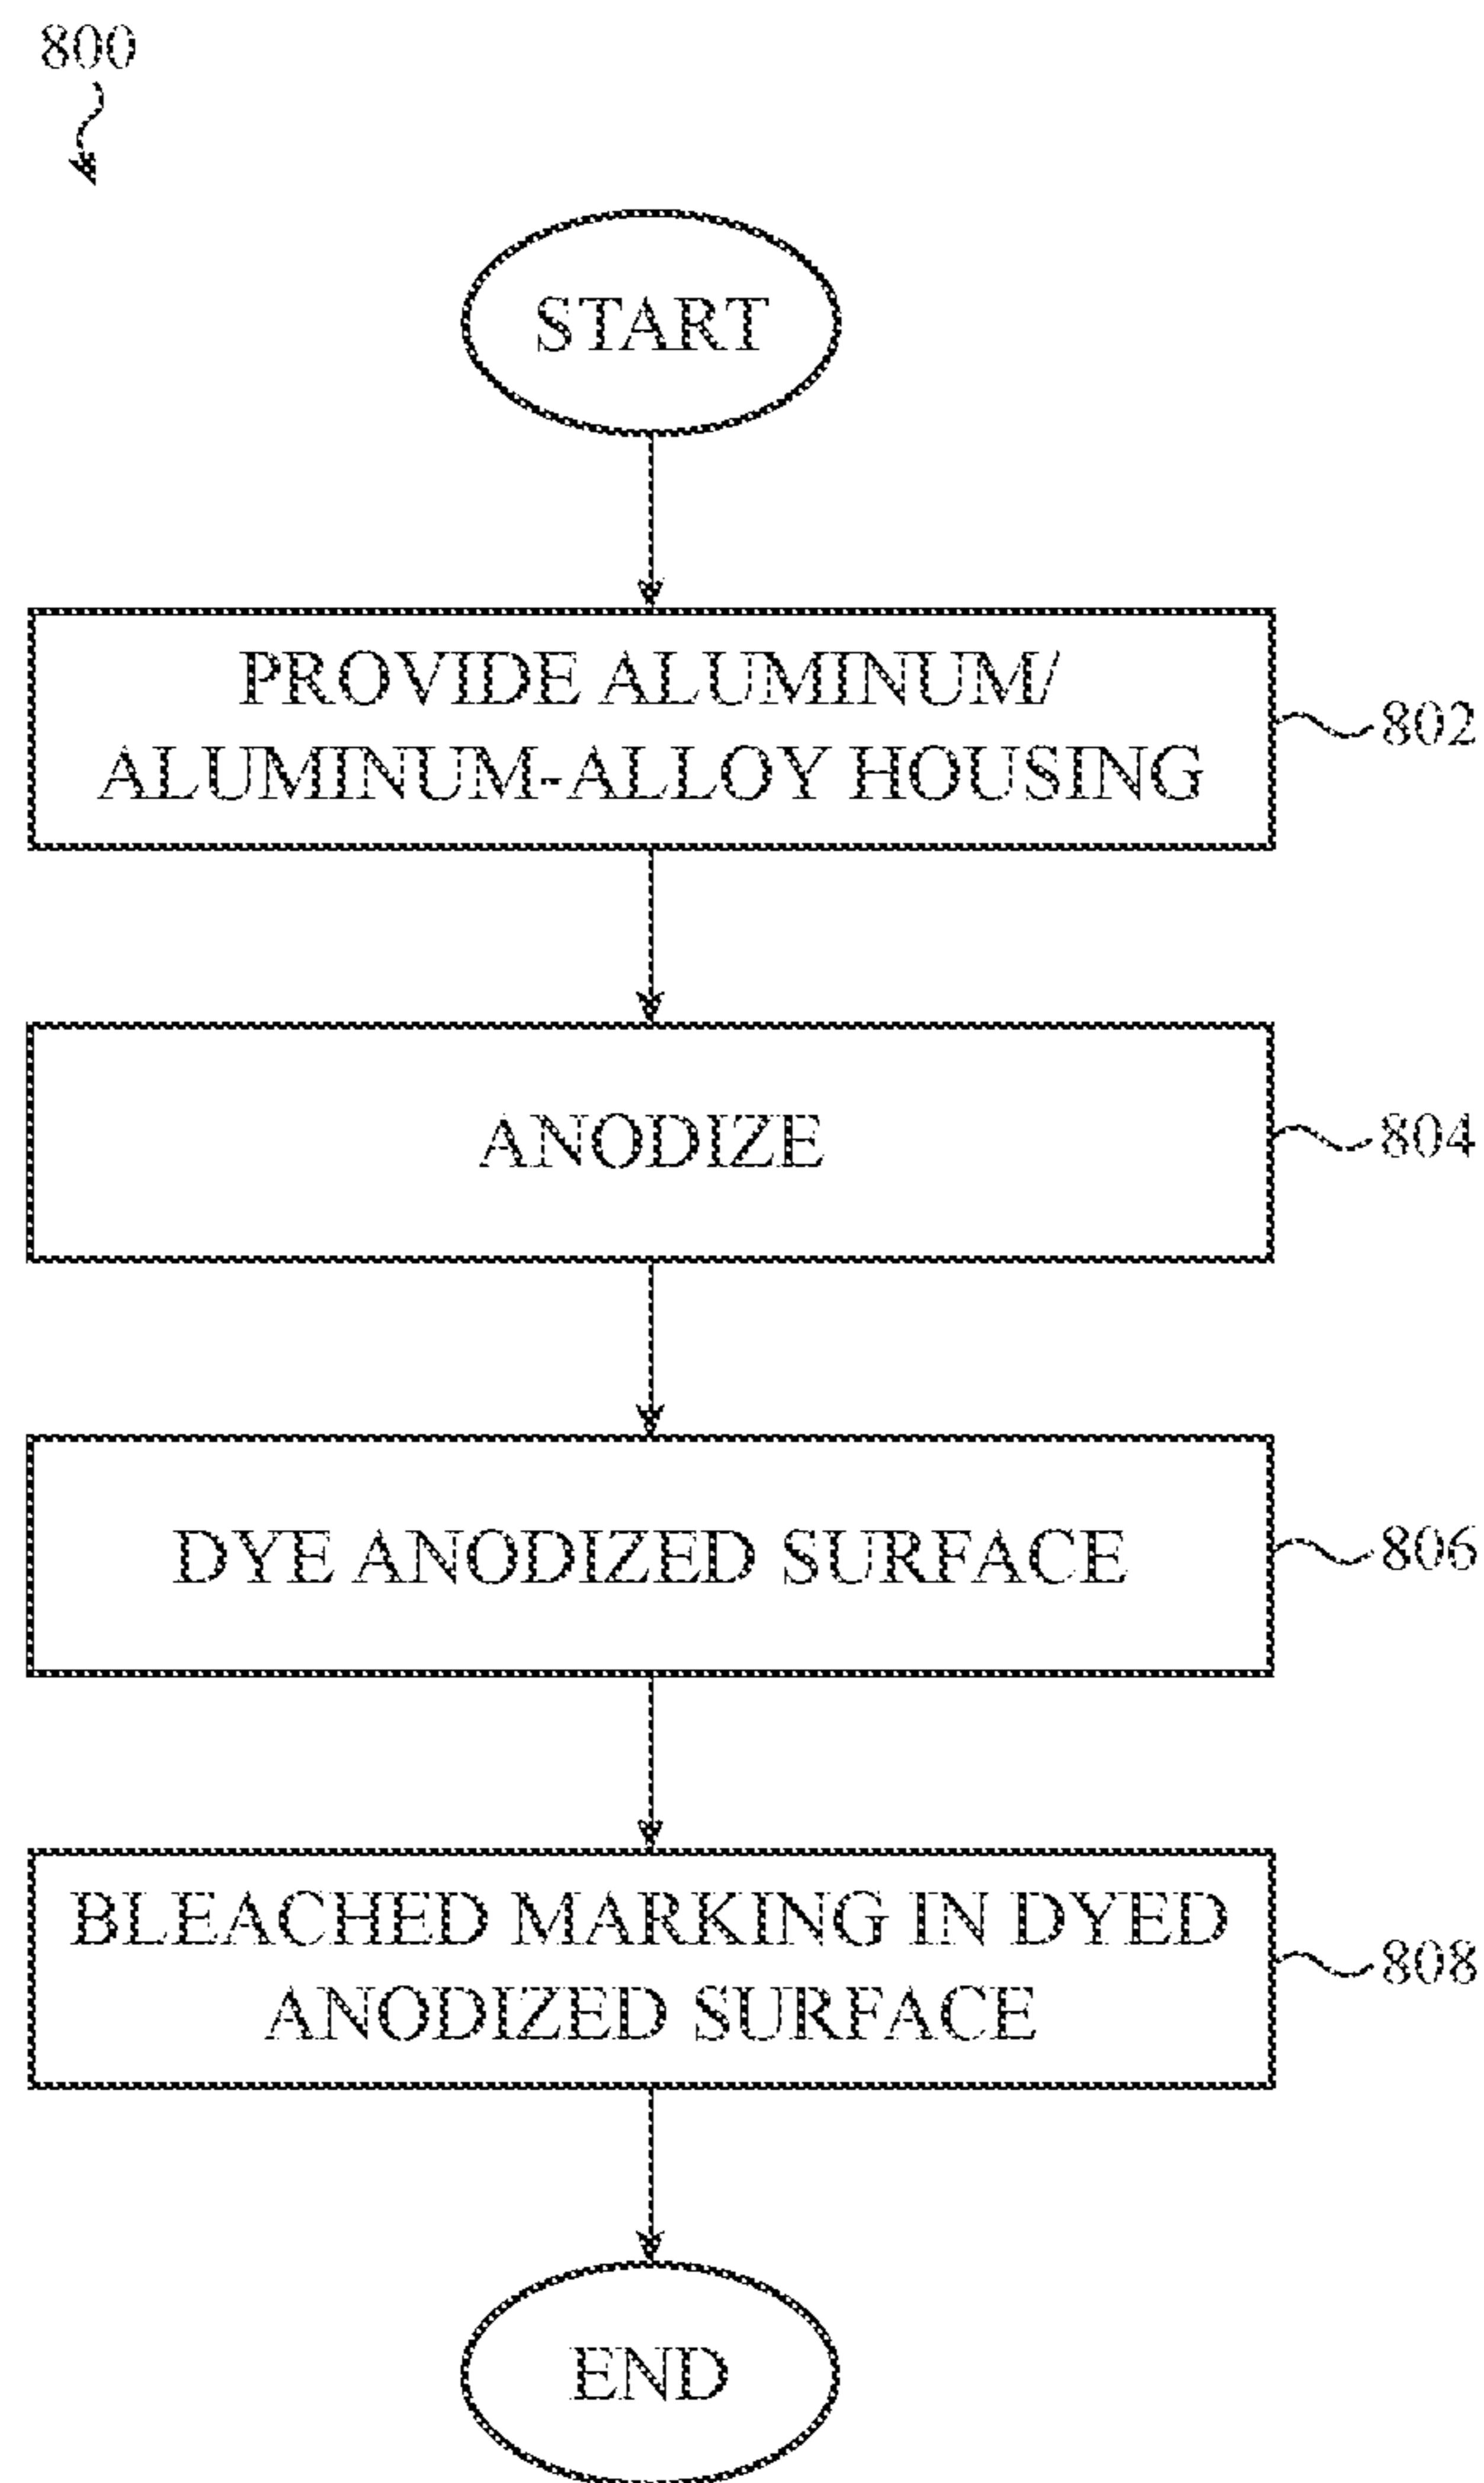 800
START
PROVIDE ALUMINUM/
ALUMINUM-ALLOY HOUSING
802
ANODIZE
804
DYE ANODIZED SURFACE
806
BLEACHED MARKING IN DYED
ANODIZED SURFACE
808
END